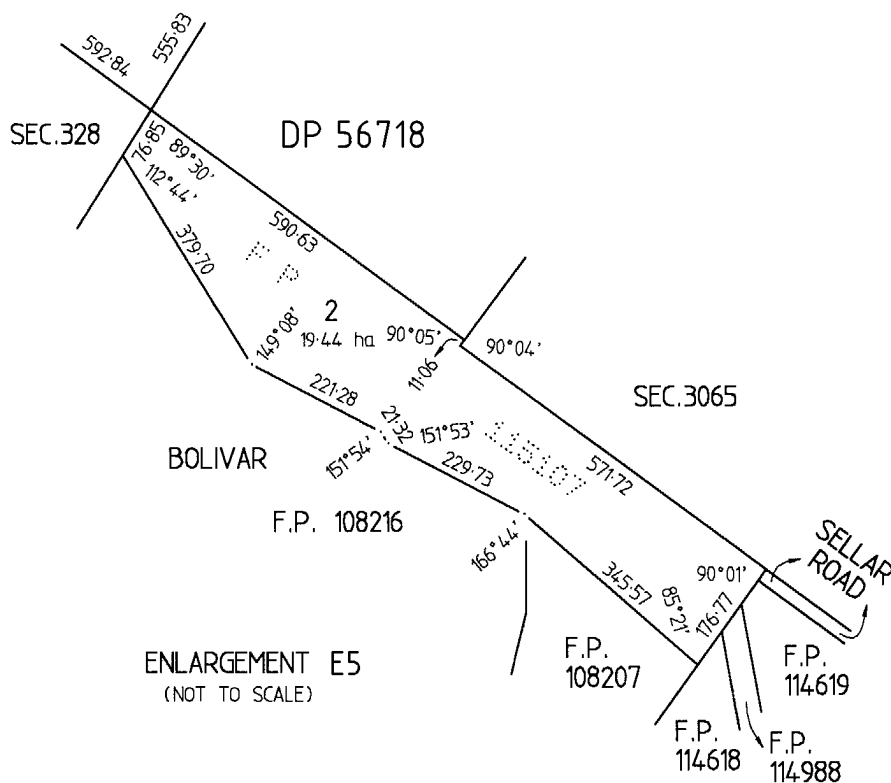 592·84
555·83
SEC.328
76·85
89°30'
112°44'
DP 56718
590·63
379·70
F P
2
19·44 ha
90°05'
149°08'
11·06
90°04'
221·28
SEC.3065
21·32
151°53'
151°54'
BOLIVAR
229·73
115107
571·72
F.P. 108216
166°44'
345·57
85°21'
90°01'
176·77
SELLAR
ROAD
ENLARGEMENT E5
(NOT TO SCALE)
F.P.
108207
F.P.
114619
F.P.
114618
F.P.
114988